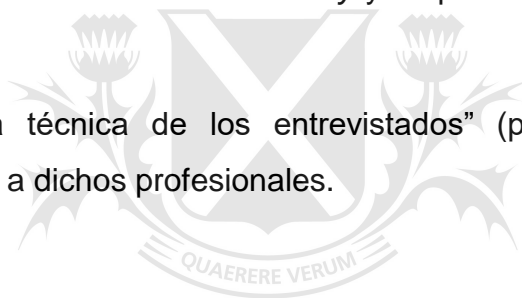 técnica de los entrevistados” (p
a dichos profesionales.
QUAERERE VERUM